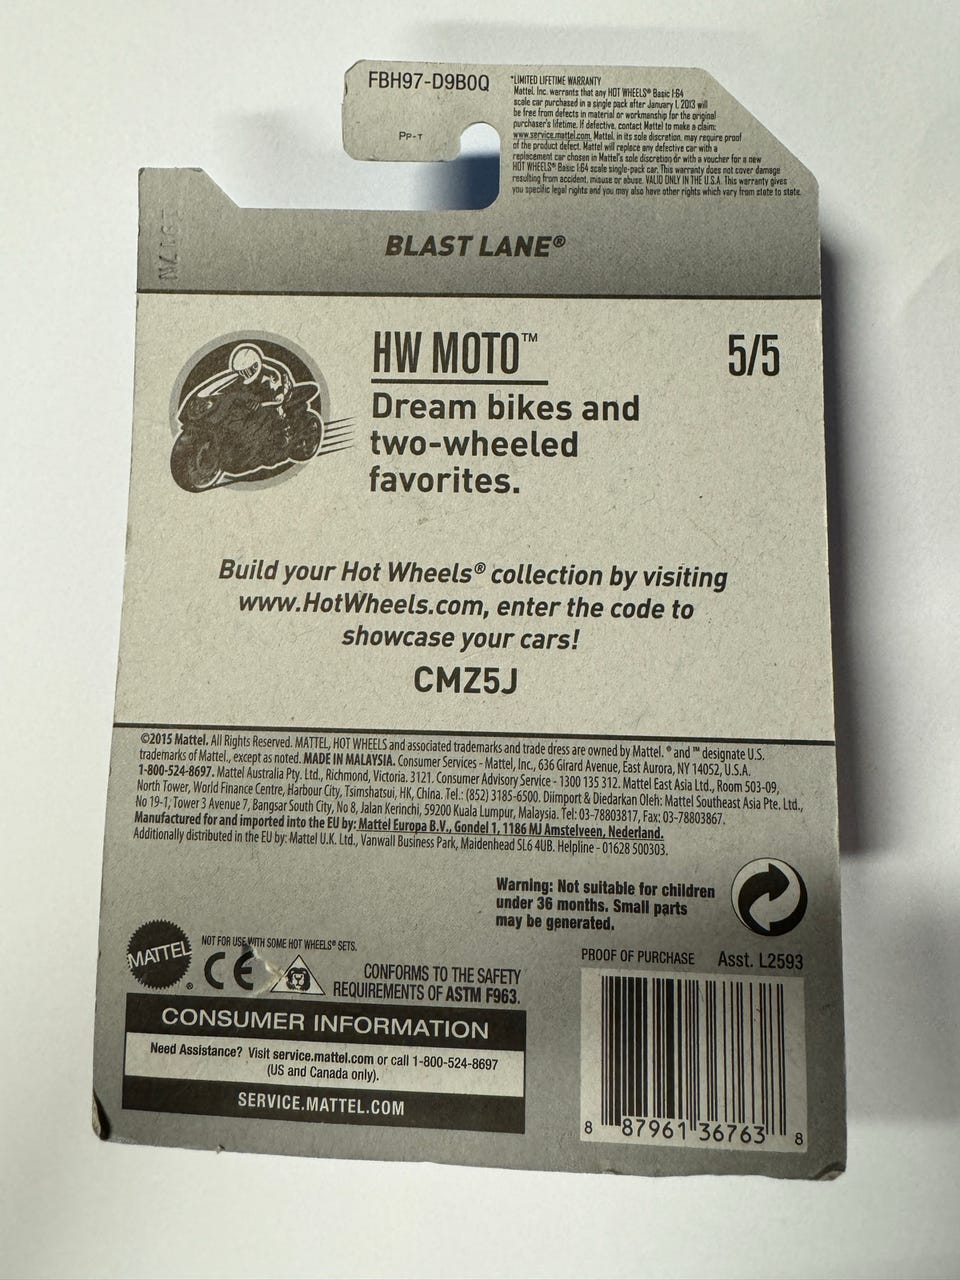 FBH97-D9B0Q
PP-T
*LIMITED LIFETIME WARRANTY
Mattel, Inc. warrants that any HOT WHEELS® Basic 1:64
scale car purchased in a single pack after January 1, 2013 will
be free from defects in material or workmanship for the original
purchaser's lifetime. If defective, contact Mattel to make a claim:
www.service.mattel.com. Mattel, in its sole discretion, may require proof
of the product defect. Mattel will replace any defective car with a
replacement car chosen in Mattel's sole discretion or with a voucher for a new
HOT WHEELS® Basic 1:64 scale single-pack car. This warranty does not cover damage
resulting from accident, misuse or abuse. VALID ONLY IN THE U.S.A. This warranty gives
you specific legal rights and you may also have other rights which vary from state to state.
BLAST LANE®
HW MOTO™
5/5
Dream bikes and
two-wheeled
favorites.
Build your Hot Wheels® collection by visiting
www.HotWheels.com, enter the code to
showcase your cars!
CMZ5J
©2015 Mattel. All Rights Reserved. MATTEL, HOT WHEELS and associated trademarks and trade dress are owned by Mattel. ® and ™ designate U.S.
trademarks of Mattel., except as noted. MADE IN MALAYSIA. Consumer Services - Mattel, Inc., 636 Girard Avenue, East Aurora, NY 14052, U.S.A.
1-800-524-8697. Mattel Australia Pty. Ltd., Richmond, Victoria. 3121. Consumer Advisory Service - 1300 135 312. Mattel East Asia Ltd., Room 503-09,
North Tower, World Finance Centre, Harbour City, Tsimshatsui, HK, China. Tel.: (852) 3185-6500. Diimport & Diedarkan Oleh: Mattel Southeast Asia Pte. Ltd.,
No 19-1, Tower 3 Avenue 7, Bangsar South City, No 8, Jalan Kerinchi, 59200 Kuala Lumpur, Malaysia. Tel: 03-78803817, Fax: 03-78803867.
Manufactured for and imported into the EU by: Mattel Europa B.V., Gondel 1, 1186 MJ Amstelveen, Nederland.
Additionally distributed in the EU by: Mattel U.K. Ltd., Vanwall Business Park, Maidenhead SL6 4UB. Helpline - 01628 500303.
Warning: Not suitable for children
under 36 months. Small parts
may be generated.
MATTEL®
NOT FOR USE WITH SOME HOT WHEELS® SETS.
CE
CONFORMS TO THE SAFETY
REQUIREMENTS OF ASTM F963.
PROOF OF PURCHASE
Asst. L2593
CONSUMER INFORMATION
Need Assistance? Visit service.mattel.com or call 1-800-524-8697
(US and Canada only).
SERVICE.MATTEL.COM
8 87961 36763 8